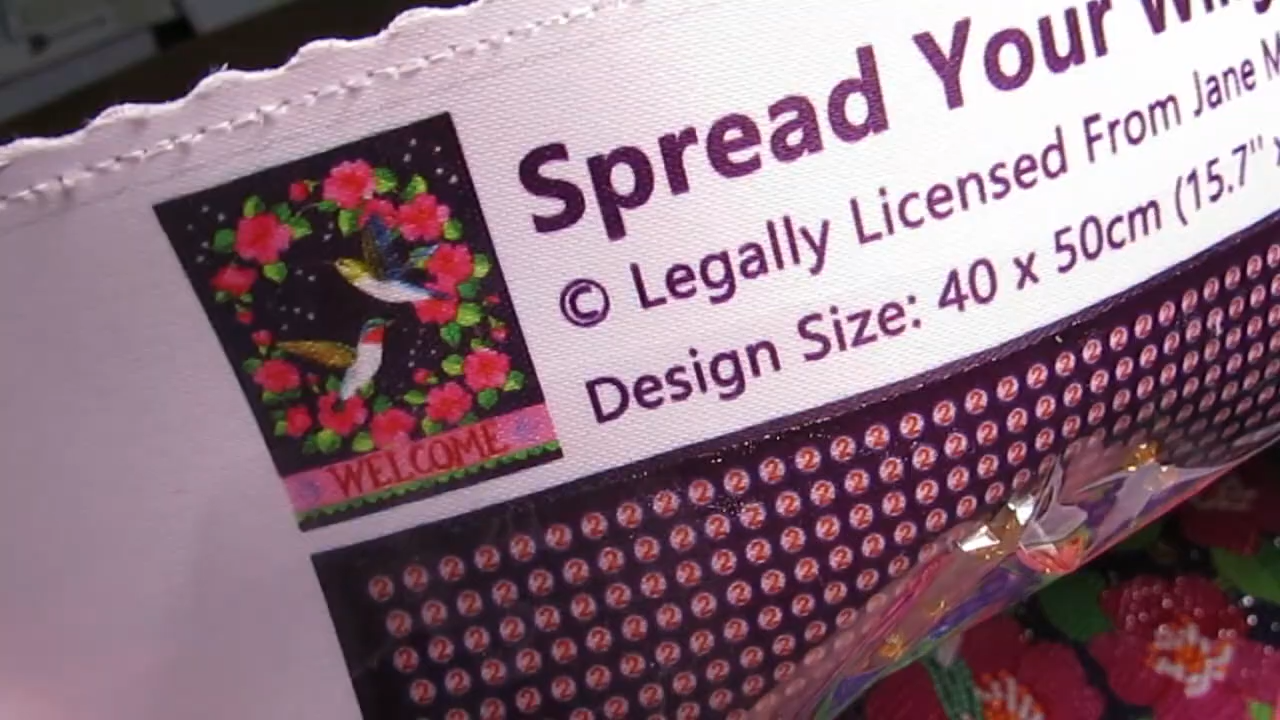 Spread Your
© Legally Licensed From Jane
Design Size: 40 x 50cm (15.7" x
WELCOME